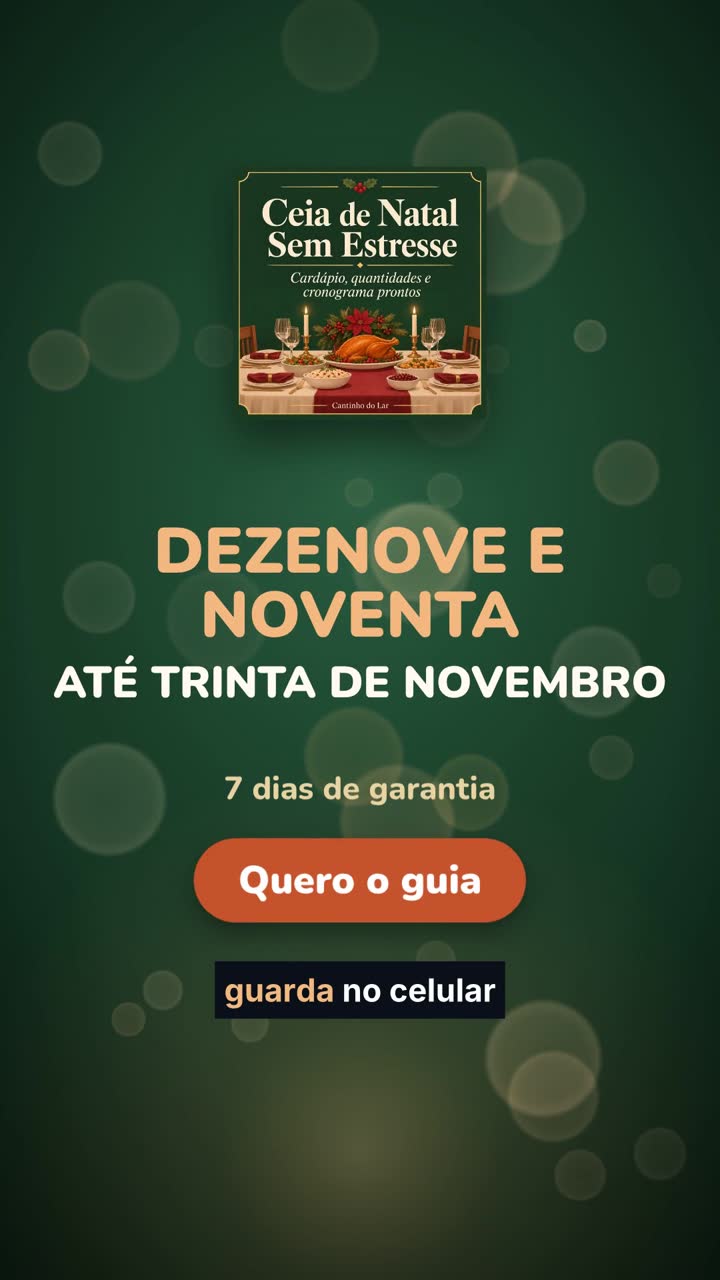 Ceia de Natal
Sem Estresse
Cardápio, quantidades e
cronograma prontos
Cantinho do Lar
DEZENOVE E
NOVENTA
ATÉ TRINTA DE NOVEMBRO
7 dias de garantia
Quero o guia
guarda no celular